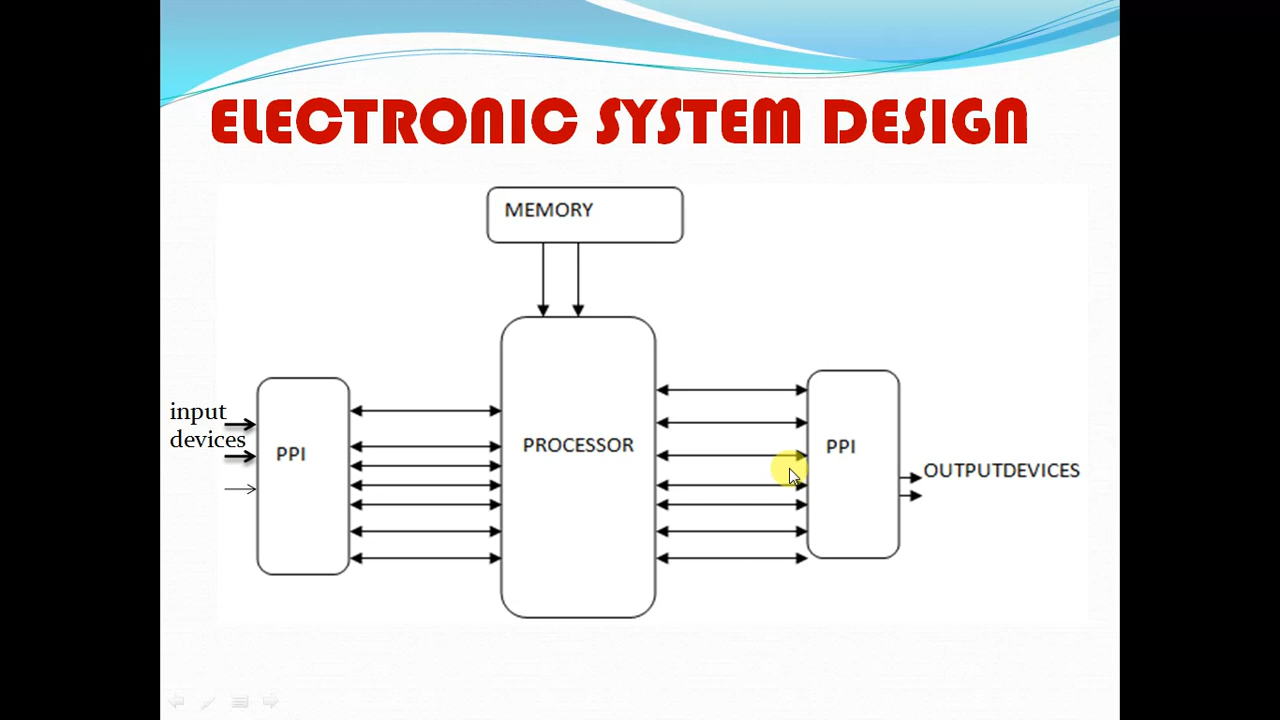 ELECTRONIC SYSTEM DESIGN
MEMORY
input
devices
PPI
PROCESSOR
PPI
OUTPUTDEVICES